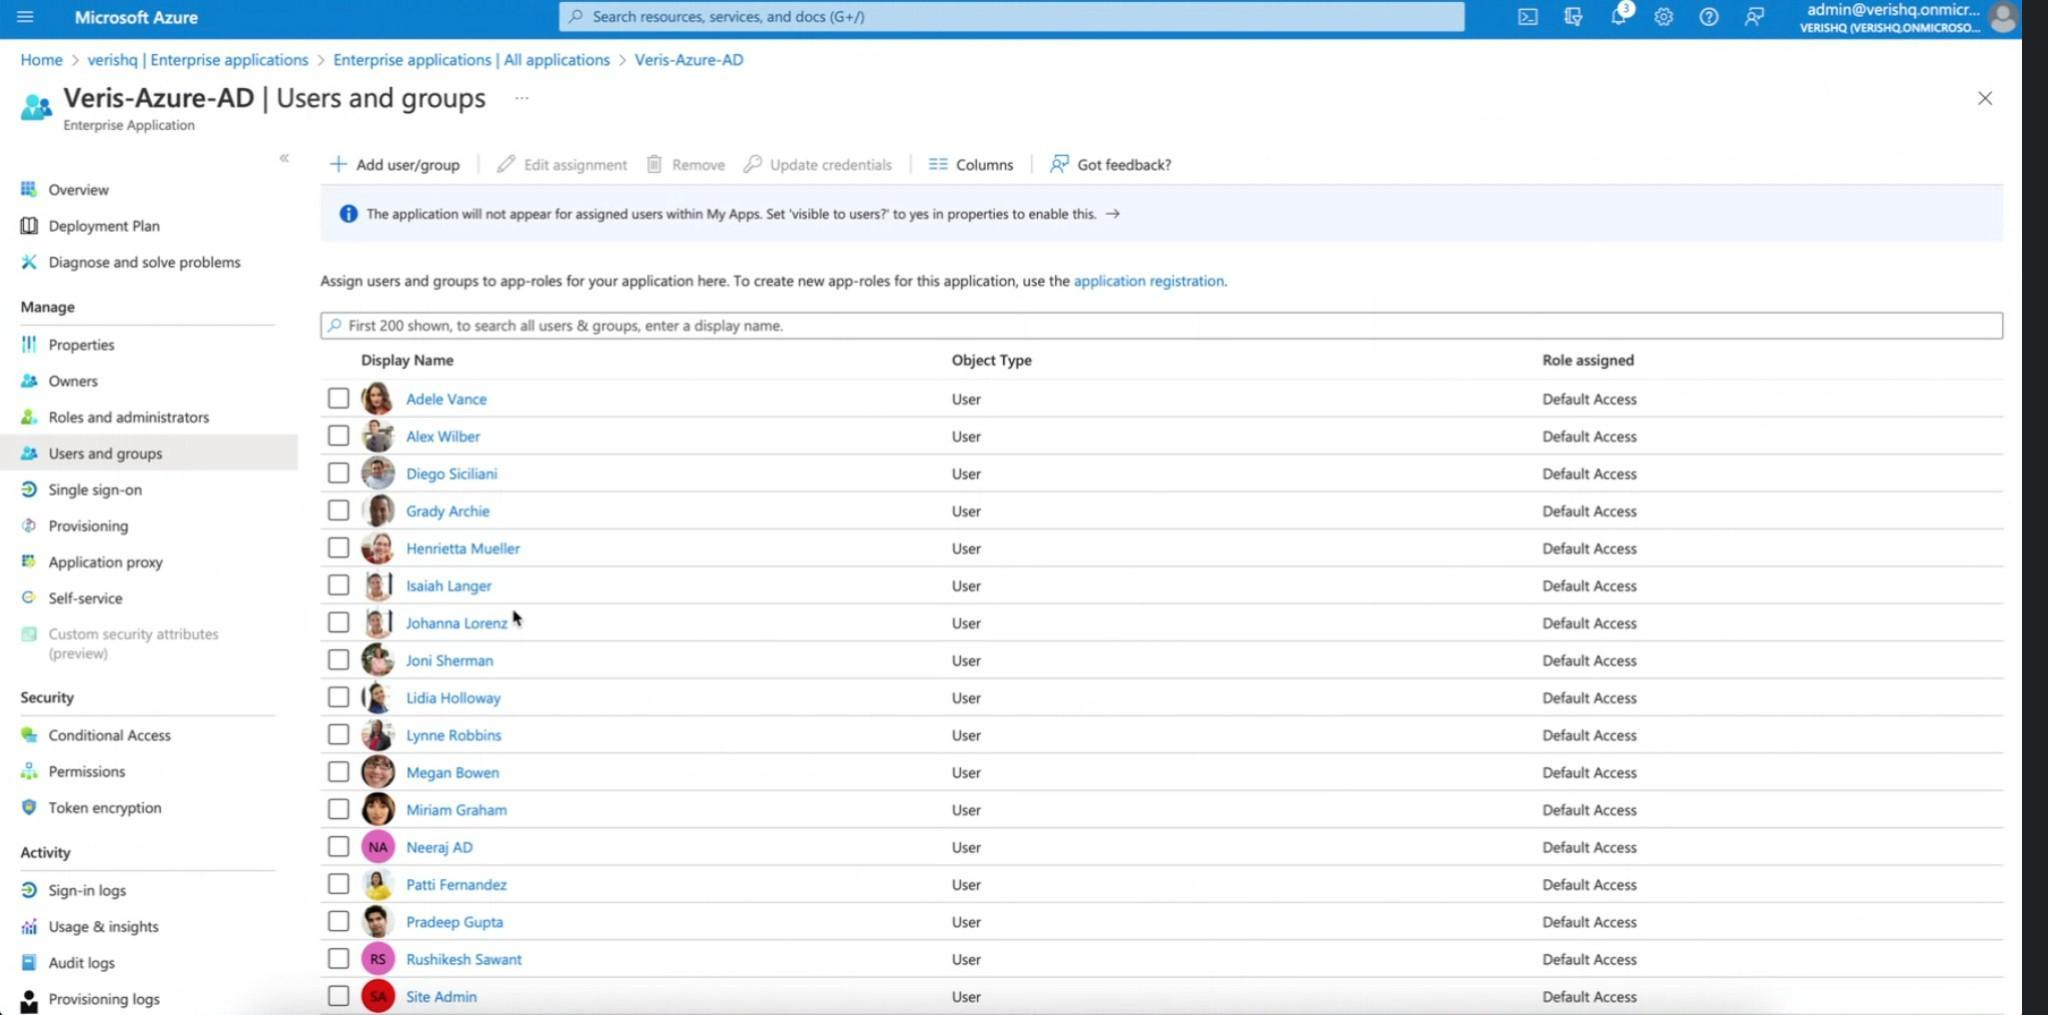 Microsoft Azure
Search resources, services, and docs (G+/)
3
admin@verishq.onmicr...
VERISHQ (VERISHQ.ONMICROSO...
Home > verishq | Enterprise applications > Enterprise applications | All applications > Veris-Azure-AD
Veris-Azure-AD | Users and groups ...
Enterprise Application
Add user/group
Edit assignment
Remove
Update credentials
Columns
Got feedback?
The application will not appear for assigned users within My Apps. Set 'visible to users?' to yes in properties to enable this. →
Assign users and groups to app-roles for your application here. To create new app-roles for this application, use the application registration.
First 200 shown, to search all users & groups, enter a display name.
Overview
Deployment Plan
Diagnose and solve problems
Manage
Properties
Owners
Roles and administrators
Users and groups
Single sign-on
Provisioning
Application proxy
Self-service
Custom security attributes
(preview)
Security
Conditional Access
Permissions
Token encryption
Activity
Sign-in logs
Usage & insights
Audit logs
Provisioning logs
Display Name Object Type Role assigned
Adele Vance User Default Access
Alex Wilber User Default Access
Diego Siciliani User Default Access
Grady Archie User Default Access
Henrietta Mueller User Default Access
Isaiah Langer User Default Access
Johanna Lorenz User Default Access
Joni Sherman User Default Access
Lidia Holloway User Default Access
Lynne Robbins User Default Access
Megan Bowen User Default Access
Miriam Graham User Default Access
NA Neeraj AD User Default Access
Patti Fernandez User Default Access
Pradeep Gupta User Default Access
RS Rushikesh Sawant User Default Access
SA Site Admin User Default Access